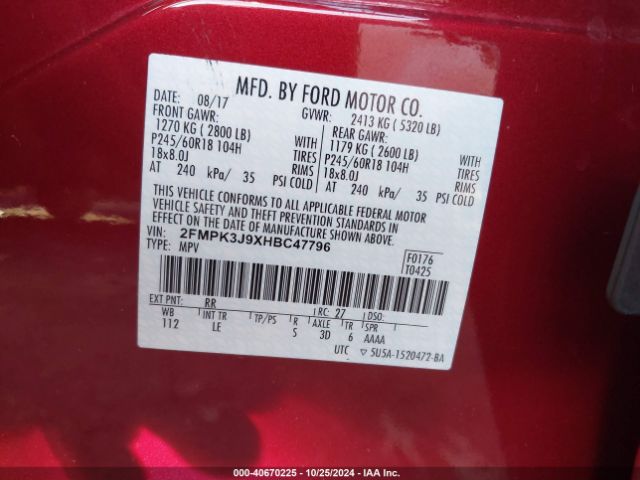 MFD. BY FORD MOTOR CO.
DATE: 08/17 GVWR: 2413 KG ( 5320 LB)
FRONT GAWR: REAR GAWR:
1270 KG ( 2800 LB) WITH 1179 KG ( 2600 LB) WITH
P245/60R18 104H TIRES P245/60R18 104H TIRES
18x8.0J RIMS 18x8.0J RIMS
AT 240 kPa/ 35 PSI COLD AT 240 kPa/ 35 PSI COLD
THIS VEHICLE CONFORMS TO ALL APPLICABLE FEDERAL MOTOR
VEHICLE SAFETY AND THEFT PREVENTION STANDARDS IN EFFECT
ON THE DATE OF MANUFACTURE SHOWN ABOVE.
VIN: 2FMPK3J9XHBC47796
TYPE: MPV
F0176
T0425
EXT PNT: RR RC: 27 DSO:
WB INT TR TP/PS R AXLE TR SPR
112 LE S 3D 6 AAAA
UTC ▽ 5U5A-1520472-BA
000-40670225 - 10/25/2024 - IAA Inc.